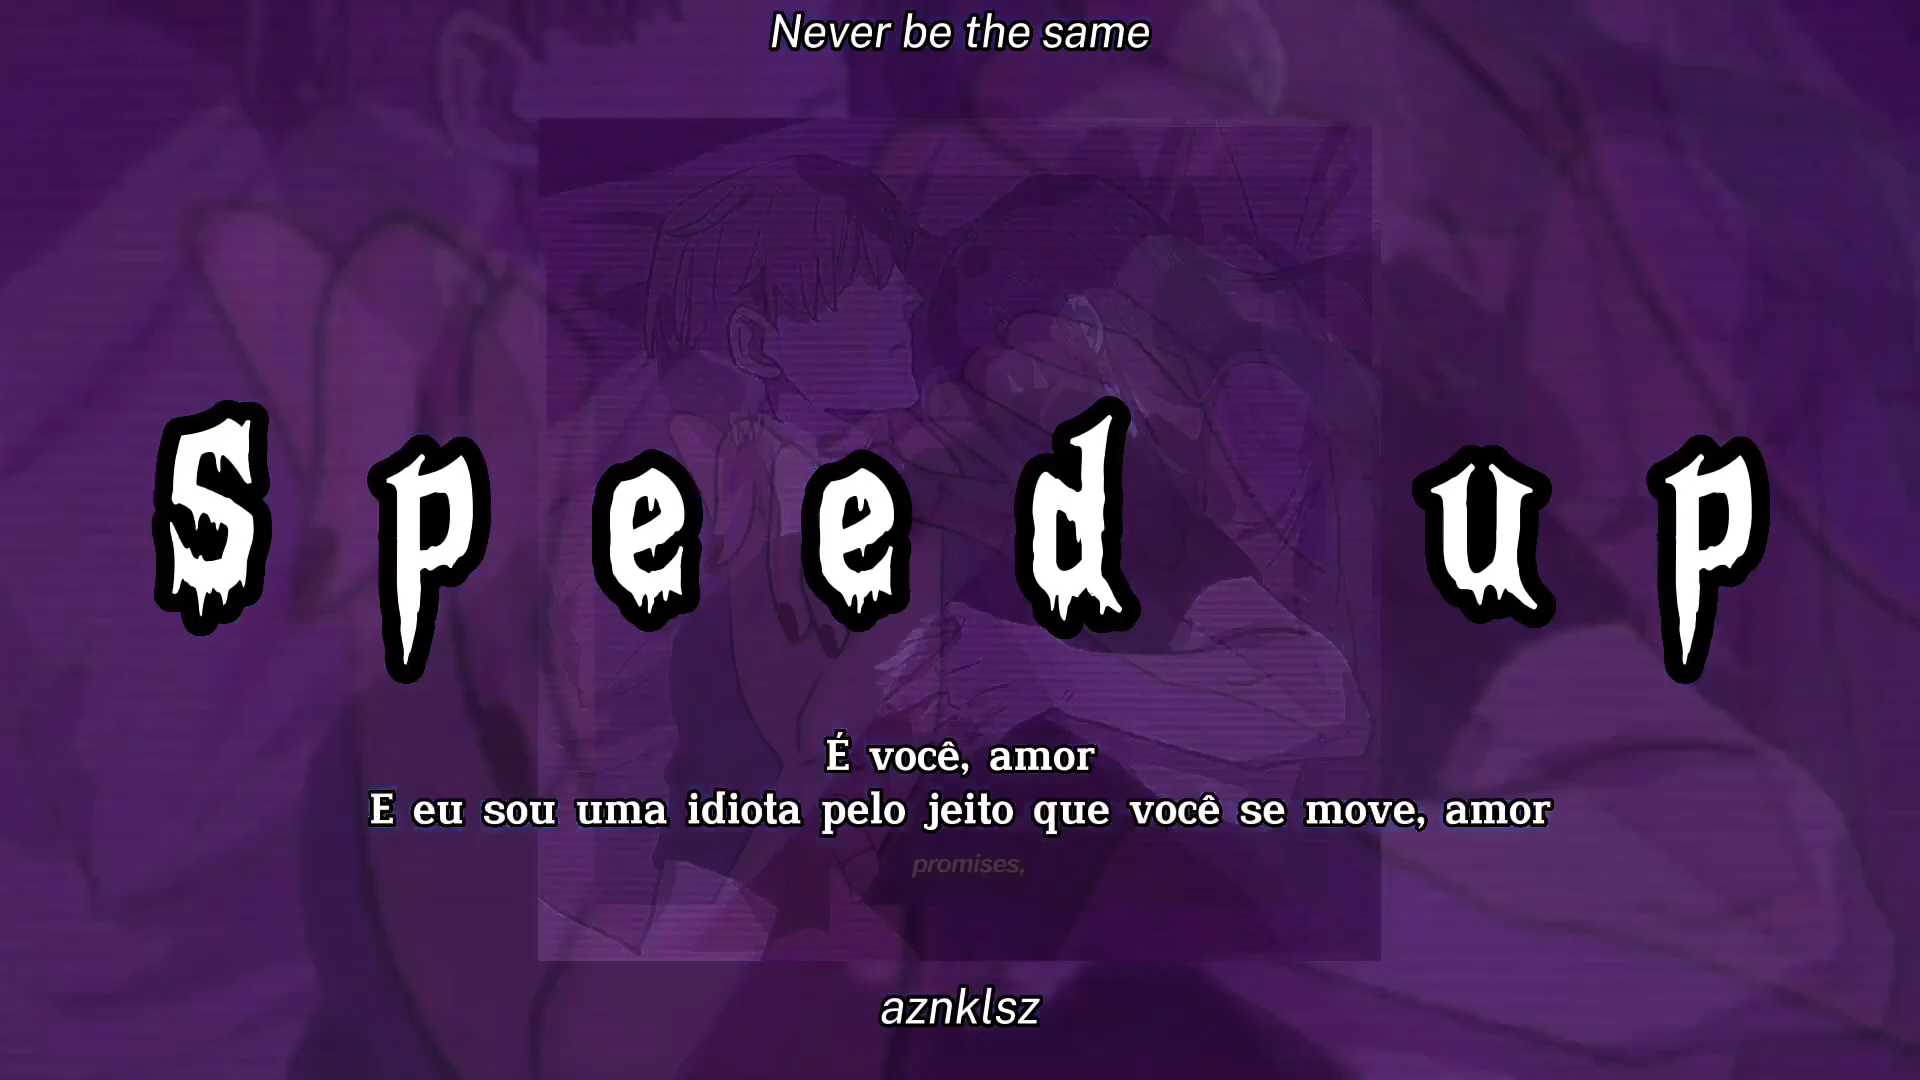 Never be the same
Speed up
É você, amor
E eu sou uma idiota pelo jeito que você se move, amor
promises,
aznklsz